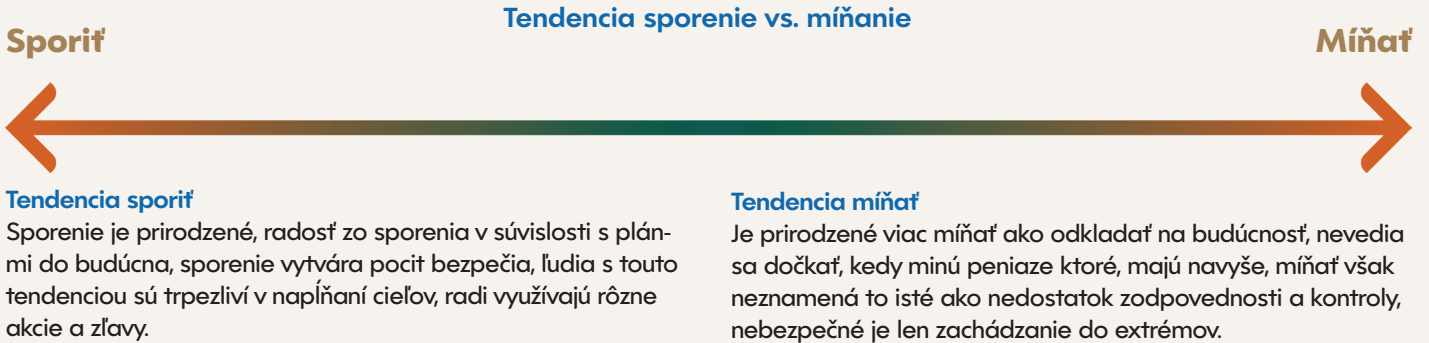 Tendencia sporenie vs. míňanie
Sporiť
Míňať
Tendencia sporiť
Sporenie je prirodzené, radosť zo sporenia v súvislosti s plán-
mi do budúcna, sporenie vytvára pocit bezpečia, ľudia s touto
tendenciou sú trpezliví v napĺňaní cieľov, radi využívajú rôzne
akcie a zľavy.
Tendencia míňať
Je prirodzené viac míňať ako odkladať na budúcnosť, nevedia
sa dočkať, kedy minú peniaze ktoré, majú navyše, míňať však
neznamená to isté ako nedostatok zodpovednosti a kontroly,
nebezpečné je len zachádzanie do extrémov.